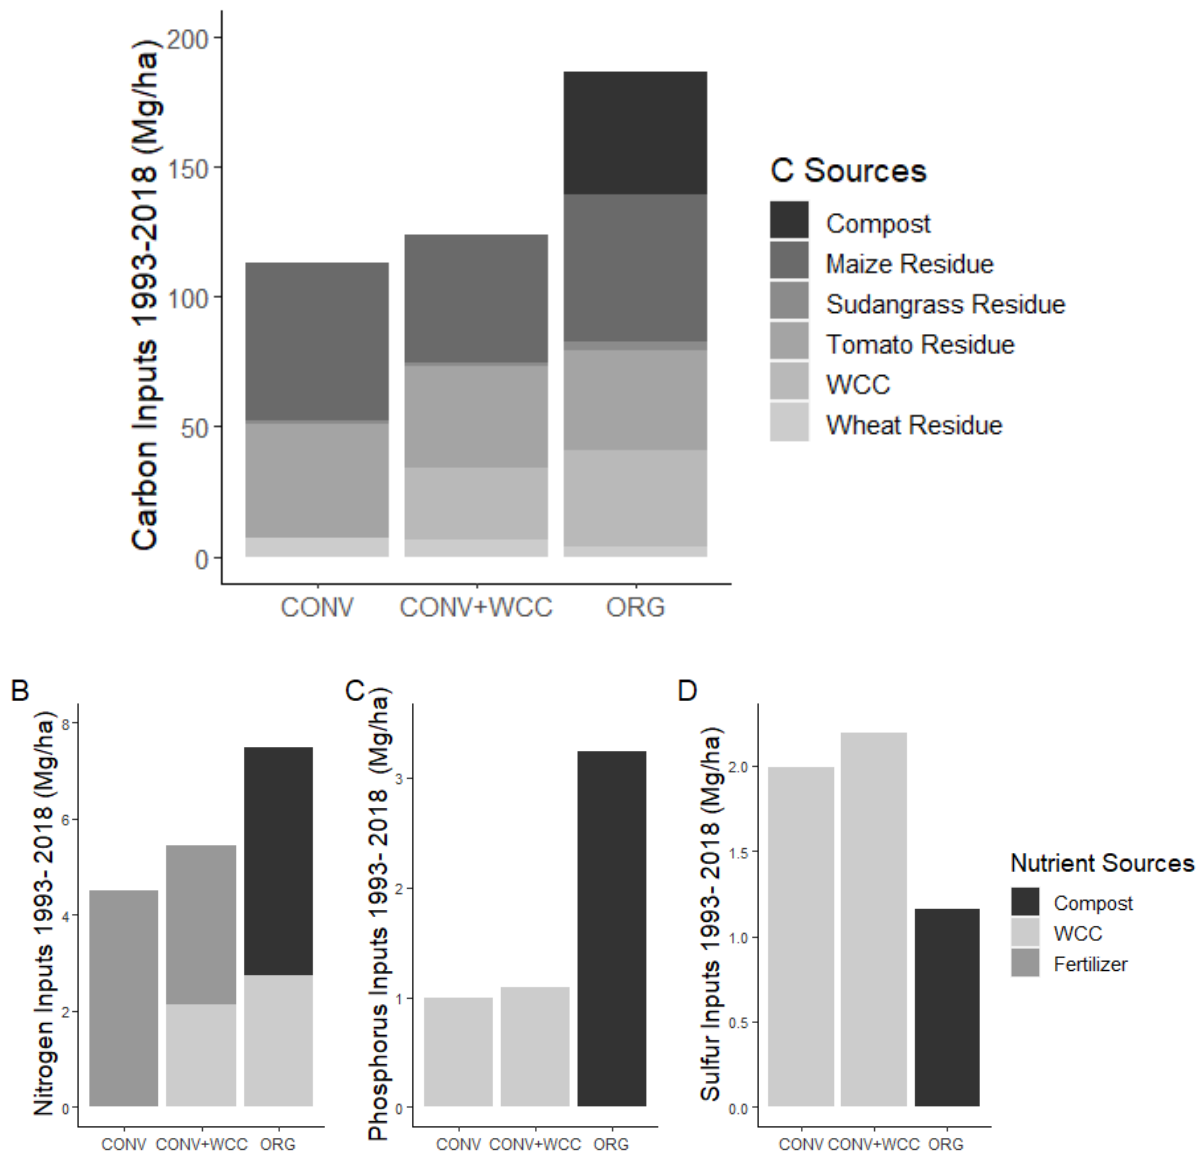 Carbon Inputs 1993-2018 (Mg/ha)
200
150
100
50
0
CONV CONV+WCC ORG
C Sources
Compost
Maize Residue
Sudangrass Residue
Tomato Residue
WCC
Wheat Residue
B
Nitrogen Inputs 1993- 2018 (Mg/ha)
8
6
4
2
0
CONV CONV+WCC ORG
C
Phosphorus Inputs 1993- 2018 (Mg/ha)
3
2
1
0
CONV CONV+WCC ORG
D
Sulfur Inputs 1993- 2018 (Mg/ha)
2.0
1.5
1.0
0.5
0.0
CONV CONV+WCC ORG
Nutrient Sources
Compost
WCC
Fertilizer